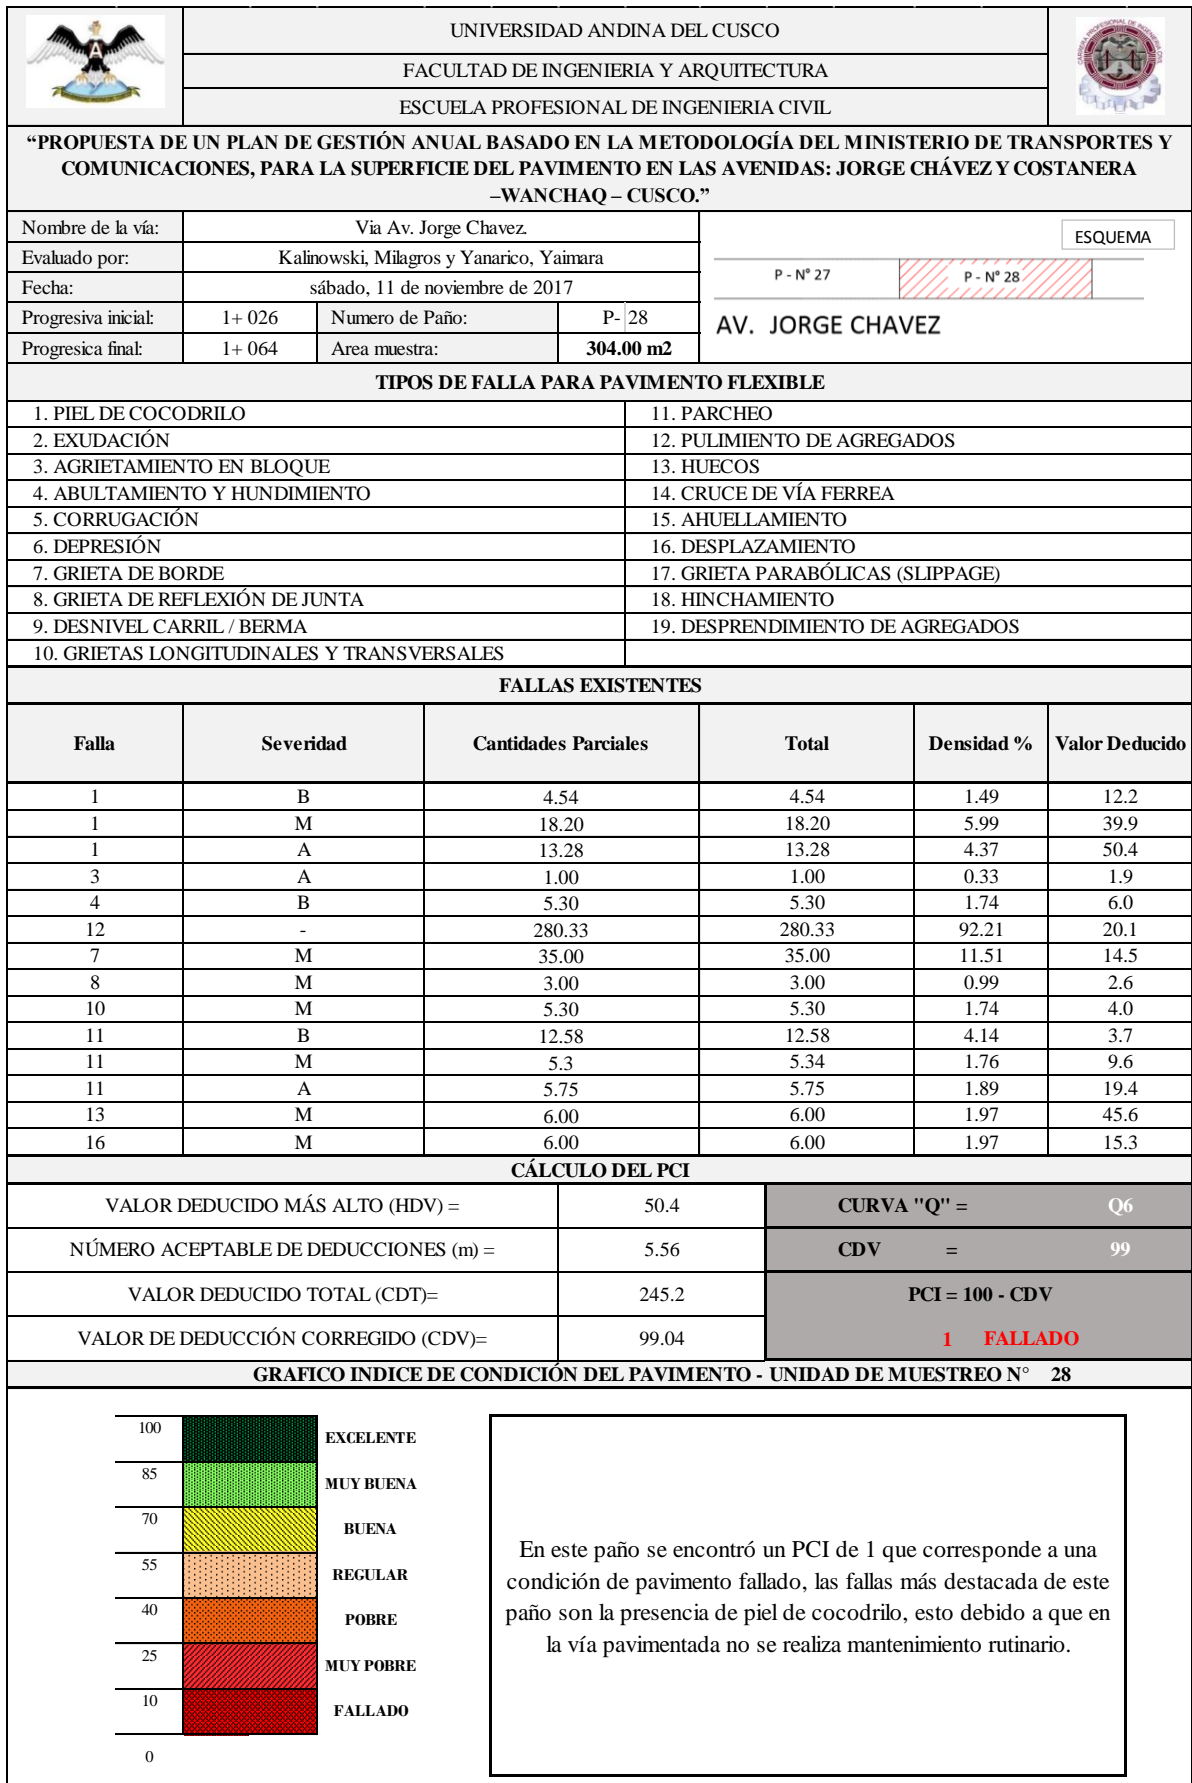 UNIVERSIDAD ANDINA DEL CUSCO
FACULTAD DE INGENIERIA Y ARQUITECTURA
ESCUELA PROFESIONAL DE INGENIERIA CIVIL
“PROPUESTA DE UN PLAN DE GESTIÓN ANUAL BASADO EN LA METODOLOGÍA DEL MINISTERIO DE TRANSPORTES Y
COMUNICACIONES, PARA LA SUPERFICIE DEL PAVIMENTO EN LAS AVENIDAS: JORGE CHÁVEZ Y COSTANERA
–WANCHAQ – CUSCO.”
Nombre de la vía: Via Av. Jorge Chavez.
Evaluado por: Kalinowski, Milagros y Yanarico, Yaimara
Fecha: sábado, 11 de noviembre de 2017
Progresiva inicial: 1+ 026 Numero de Paño: P- 28
Progresica final: 1+ 064 Area muestra: 304.00 m2
ESQUEMA
P - N° 27 P - N° 28
AV. JORGE CHAVEZ
TIPOS DE FALLA PARA PAVIMENTO FLEXIBLE
1. PIEL DE COCODRILO 11. PARCHEO
2. EXUDACIÓN 12. PULIMIENTO DE AGREGADOS
3. AGRIETAMIENTO EN BLOQUE 13. HUECOS
4. ABULTAMIENTO Y HUNDIMIENTO 14. CRUCE DE VÍA FERREA
5. CORRUGACIÓN 15. AHUELLAMIENTO
6. DEPRESIÓN 16. DESPLAZAMIENTO
7. GRIETA DE BORDE 17. GRIETA PARABÓLICAS (SLIPPAGE)
8. GRIETA DE REFLEXIÓN DE JUNTA 18. HINCHAMIENTO
9. DESNIVEL CARRIL / BERMA 19. DESPRENDIMIENTO DE AGREGADOS
10. GRIETAS LONGITUDINALES Y TRANSVERSALES
FALLAS EXISTENTES
Falla Severidad Cantidades Parciales Total Densidad % Valor Deducido
1 B 4.54 4.54 1.49 12.2
1 M 18.20 18.20 5.99 39.9
1 A 13.28 13.28 4.37 50.4
3 A 1.00 1.00 0.33 1.9
4 B 5.30 5.30 1.74 6.0
12 - 280.33 280.33 92.21 20.1
7 M 35.00 35.00 11.51 14.5
8 M 3.00 3.00 0.99 2.6
10 M 5.30 5.30 1.74 4.0
11 B 12.58 12.58 4.14 3.7
11 M 5.3 5.34 1.76 9.6
11 A 5.75 5.75 1.89 19.4
13 M 6.00 6.00 1.97 45.6
16 M 6.00 6.00 1.97 15.3
CÁLCULO DEL PCI
VALOR DEDUCIDO MÁS ALTO (HDV) = 50.4 CURVA "Q" = Q6
NÚMERO ACEPTABLE DE DEDUCCIONES (m) = 5.56 CDV = 99
VALOR DEDUCIDO TOTAL (CDT)= 245.2 PCI = 100 - CDV
VALOR DE DEDUCCIÓN CORREGIDO (CDV)= 99.04 1 FALLADO
GRAFICO INDICE DE CONDICIÓN DEL PAVIMENTO - UNIDAD DE MUESTREO N° 28
100 EXCELENTE
85 MUY BUENA
70 BUENA
55 REGULAR
40 POBRE
25 MUY POBRE
10 FALLADO
0
En este paño se encontró un PCI de 1 que corresponde a una
condición de pavimento fallado, las fallas más destacada de este
paño son la presencia de piel de cocodrilo, esto debido a que en
la vía pavimentada no se realiza mantenimiento rutinario.